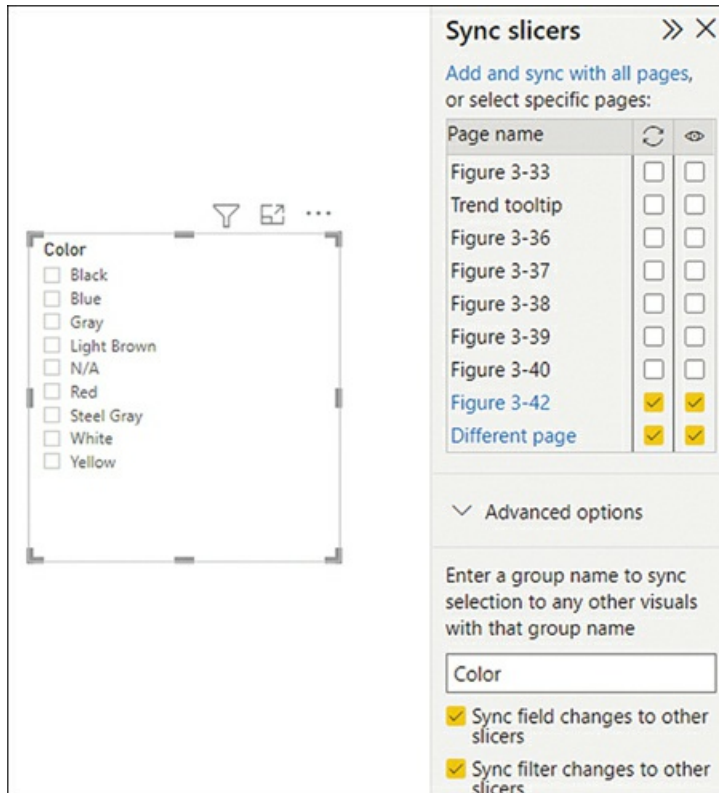 Sync slicers
Add and sync with all pages,
or select specific pages:
Page name
Figure 3-33
Trend tooltip
Figure 3-36
Figure 3-37
Figure 3-38
Figure 3-39
Figure 3-40
Figure 3-42
Different page
Color
Black
Blue
Gray
Light Brown
N/A
Red
Steel Gray
White
Yellow
Advanced options
Enter a group name to sync
selection to any other visuals
with that group name
Color
Sync field changes to other
slicers
Sync filter changes to other
slicers